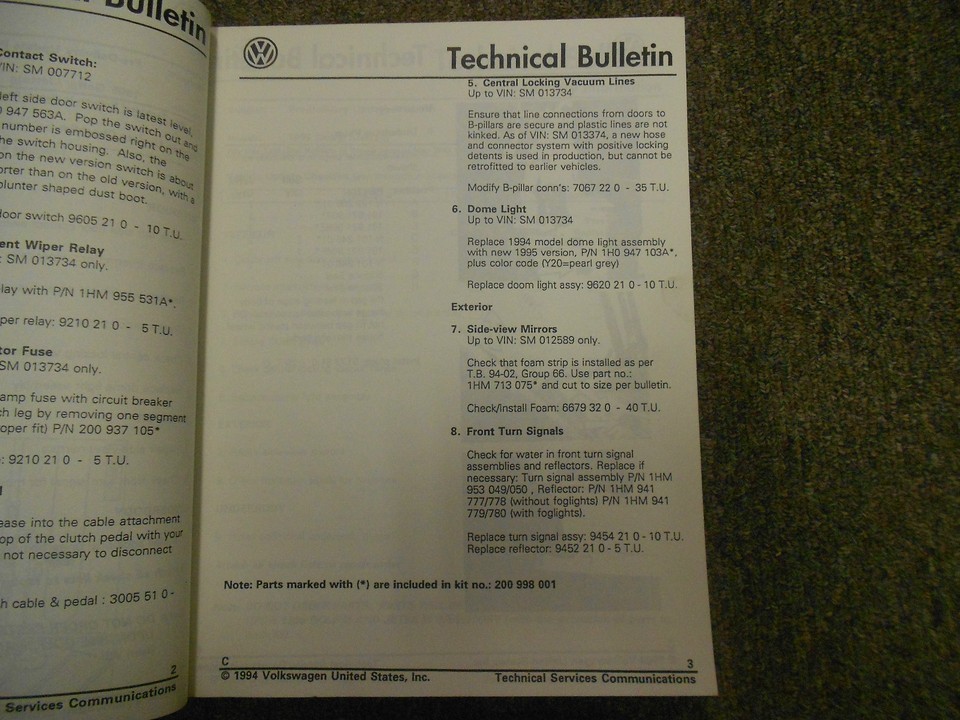 Bulletin
Contact Switch:
VIN: SM 007712
left side door switch is latest level,
947 563A. Pop the switch out and
number is embossed right on the
he switch housing. Also, the
on the new version switch is about
orter than on the old version, with a
plunter shaped dust boot.
door switch 9605 21 0 - 10 T.U.
ent Wiper Relay
: SM 013734 only.
lay with P/N 1HM 955 531A*.
per relay: 9210 21 0 - 5 T.U.
tor Fuse
SM 013734 only.
amp fuse with circuit breaker
ch leg by removing one segment
oper fit) P/N 200 937 105*
: 9210 21 0 - 5 T.U.
ease into the cable attachment
op of the clutch pedal with your
not necessary to disconnect
h cable & pedal : 3005 51 0 -
2
Services Communications
Technical Bulletin
5. Central Locking Vacuum Lines
Up to VIN: SM 013734
Ensure that line connections from doors to
B-pillars are secure and plastic lines are not
kinked. As of VIN: SM 013374, a new hose
and connector system with positive locking
detents is used in production, but cannot be
retrofitted to earlier vehicles.
Modify B-pillar conn's: 7067 22 0 - 35 T.U.
6. Dome Light
Up to VIN: SM 013734
Replace 1994 model dome light assembly
with new 1995 version, P/N 1H0 947 103A*,
plus color code (Y20=pearl grey)
Replace doom light assy: 9620 21 0 - 10 T.U.
Exterior
7. Side-view Mirrors
Up to VIN: SM 012589 only.
Check that foam strip is installed as per
T.B. 94-02, Group 66. Use part no.:
1HM 713 075* and cut to size per bulletin.
Check/Install Foam: 6679 32 0 - 40 T.U.
8. Front Turn Signals
Check for water in front turn signal
assemblies and reflectors. Replace if
necessary: Turn signal assembly P/N 1HM
953 049/050 , Reflector: P/N 1HM 941
777/778 (without foglights) P/N 1HM 941
779/780 (with foglights).
Replace turn signal assy: 9454 21 0 - 10 T.U.
Replace reflector: 9452 21 0 - 5 T.U.
Note: Parts marked with (*) are included in kit no.: 200 998 001
C
3
© 1994 Volkswagen United States, Inc.
Technical Services Communications